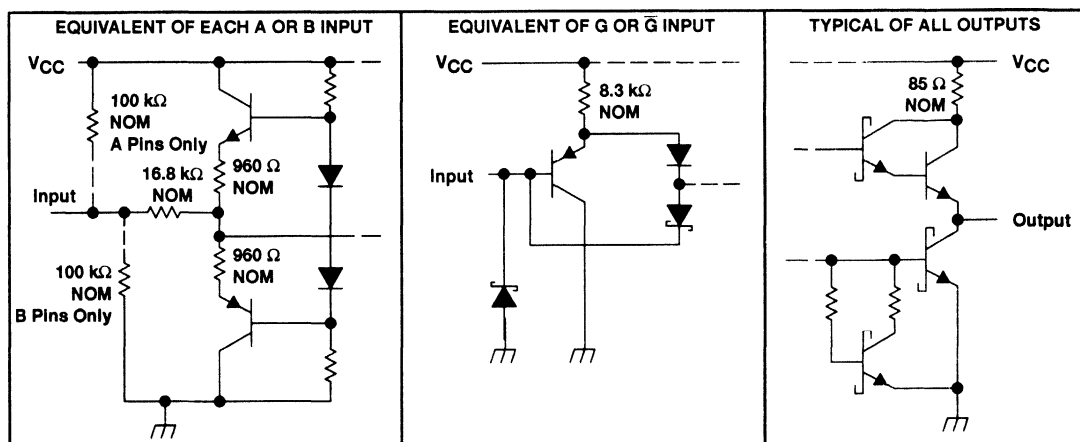 EQUIVALENT OF EACH A OR B INPUT
VCC
100 kΩ
NOM
A Pins Only
16.8 kΩ
NOM
960 Ω
NOM
Input
960 Ω
NOM
100 kΩ
NOM
B Pins Only
EQUIVALENT OF G OR G̅ INPUT
VCC
8.3 kΩ
NOM
Input
TYPICAL OF ALL OUTPUTS
VCC
85 Ω
NOM
Output